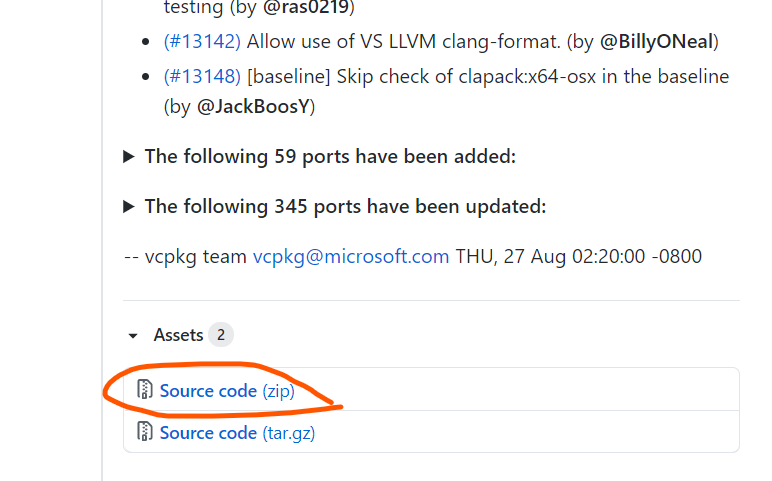 testing (by @ras0219)
(#13142) Allow use of VS LLVM clang-format. (by @BillyONeal)
(#13148) [baseline] Skip check of clapack:x64-osx in the baseline
(by @JackBoosY)
The following 59 ports have been added:
The following 345 ports have been updated:
-- vcpkg team vcpkg@microsoft.com THU, 27 Aug 02:20:00 -0800
Assets 2
Source code (zip)
Source code (tar.gz)